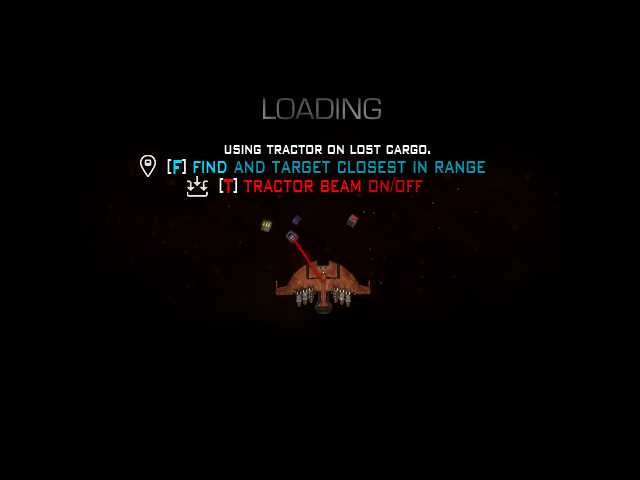 LOADING
USING TRACTOR ON LOST CARGO.
[F] FIND AND TARGET CLOSEST IN RANGE
[T] TRACTOR BEAM ON/OFF